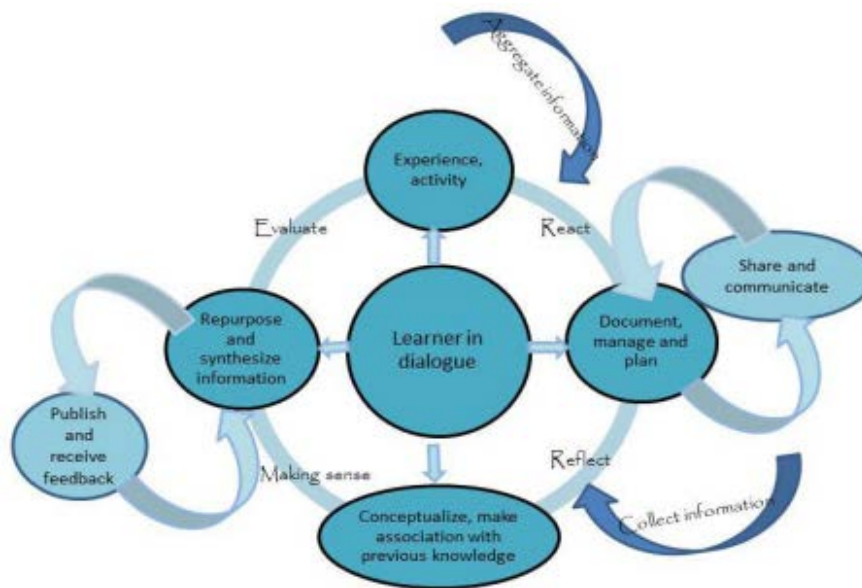 Aggregate information
Experience,
activity
Evaluate
React
Share and
communicate
Repurpose
and
synthesize
information
Learner in
dialogue
Document,
manage and
plan
Publish
and
receive
feedback
Making sense
Reflect
Collect information
Conceptualize, make
association with
previous knowledge